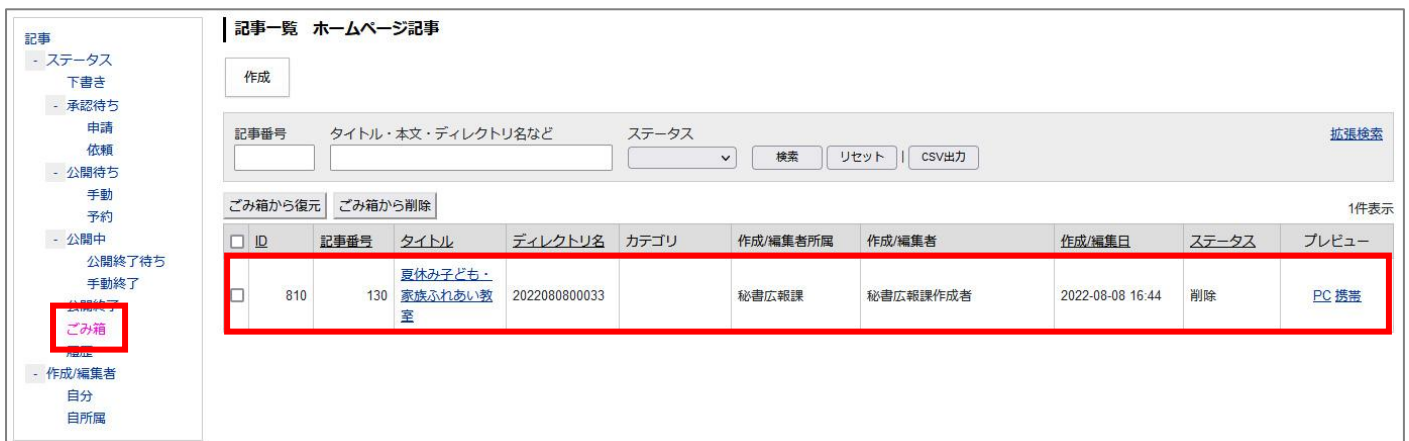 記事
- ステータス
下書き
- 承認待ち
申請
依頼
- 公開待ち
手動
予約
- 公開中
公開終了待ち
手動終了
公開終了
ごみ箱
履歴
- 作成/編集者
自分
自所属
記事一覧 ホームページ記事
作成
記事番号 タイトル・本文・ディレクトリ名など ステータス 拡張検索
検索 リセット | CSV出力
ごみ箱から復元 ごみ箱から削除 1件表示
ID 記事番号 タイトル ディレクトリ名 カテゴリ 作成/編集者所属 作成/編集者 作成/編集日 ステータス プレビュー
夏休み子ども・
810 130 家族ふれあい教 2022080800033 秘書広報課 秘書広報課作成者 2022-08-08 16:44 削除 PC 携帯
室